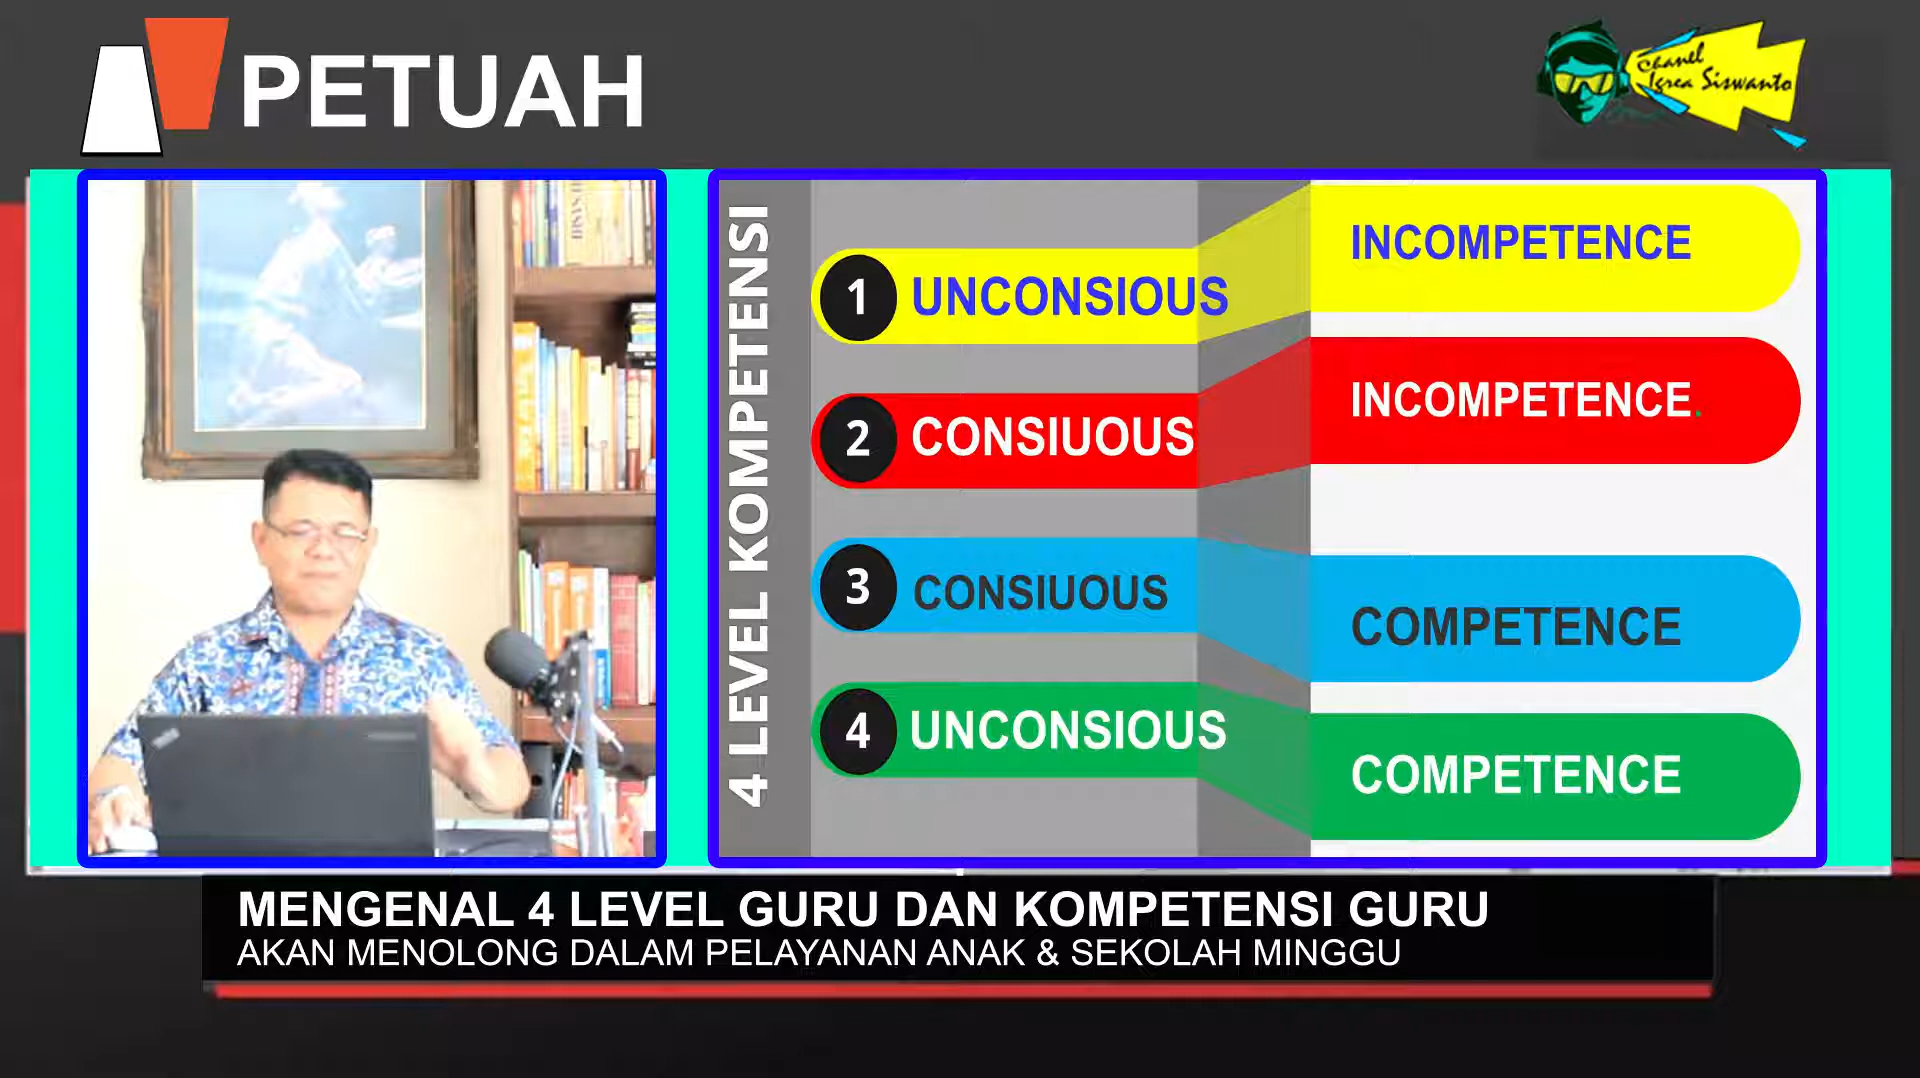 PETUAH
Chanel
Igrea Siswanto
4 LEVEL KOMPETENSI
1 UNCONSIOUS INCOMPETENCE
2 CONSIUOUS INCOMPETENCE.
3 CONSIUOUS COMPETENCE
4 UNCONSIOUS COMPETENCE
MENGENAL 4 LEVEL GURU DAN KOMPETENSI GURU
AKAN MENOLONG DALAM PELAYANAN ANAK & SEKOLAH MINGGU